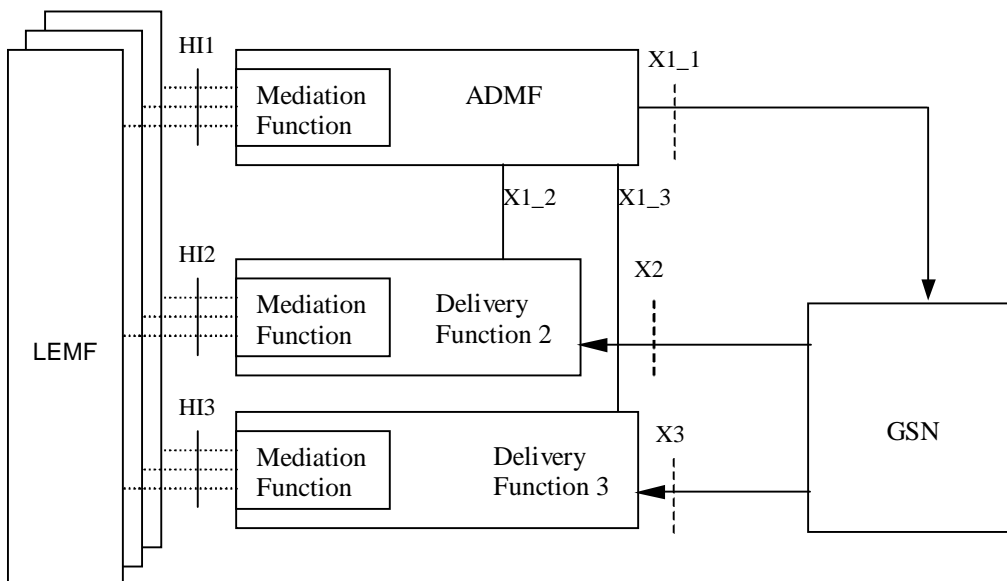 HI1
Mediation
Function
ADMF
X1_1
X1_2
X1_3
HI2
Mediation
Function
Delivery
Function 2
X2
LEMF
HI3
Mediation
Function
Delivery
Function 3
X3
GSN